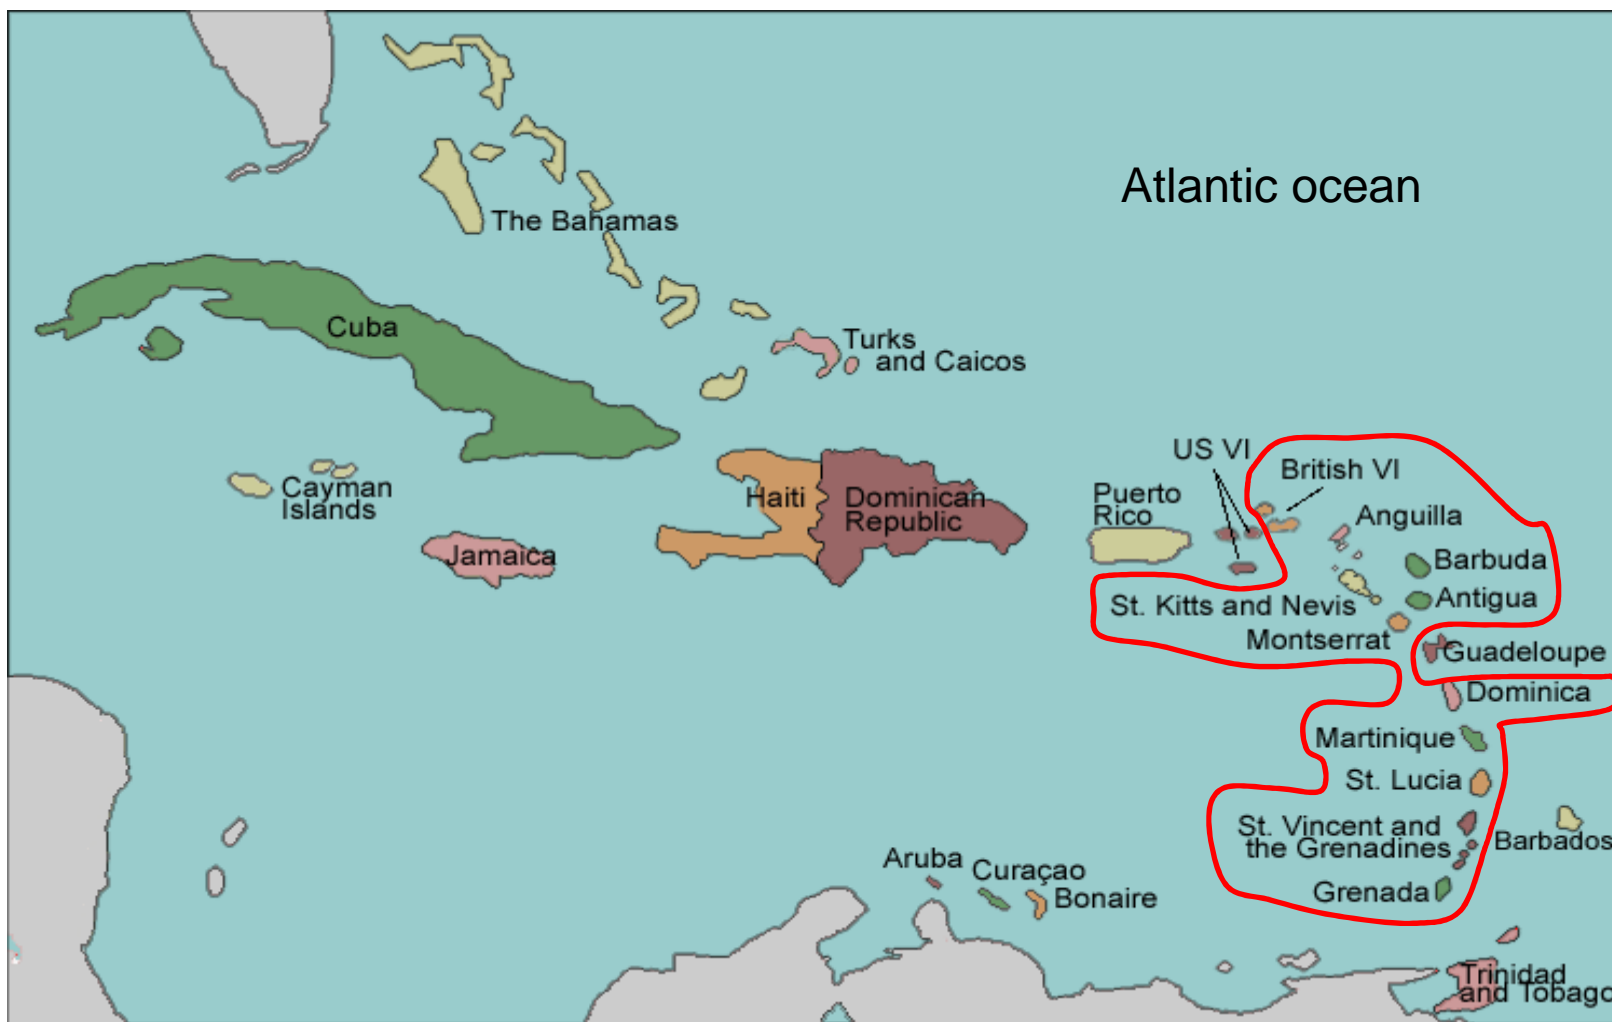 Atlantic ocean
The Bahamas
Cuba
Turks
and Caicos
US VI
British VI
Cayman
Islands
Haiti
Dominican
Republic
Puerto
Rico
Anguilla
Jamaica
Barbuda
St. Kitts and Nevis
Antigua
Montserrat
Guadeloupe
Dominica
Martinique
St. Lucia
St. Vincent and
the Grenadines
Barbados
Aruba
Curaçao
Bonaire
Grenada
Trinidad
and Tobago